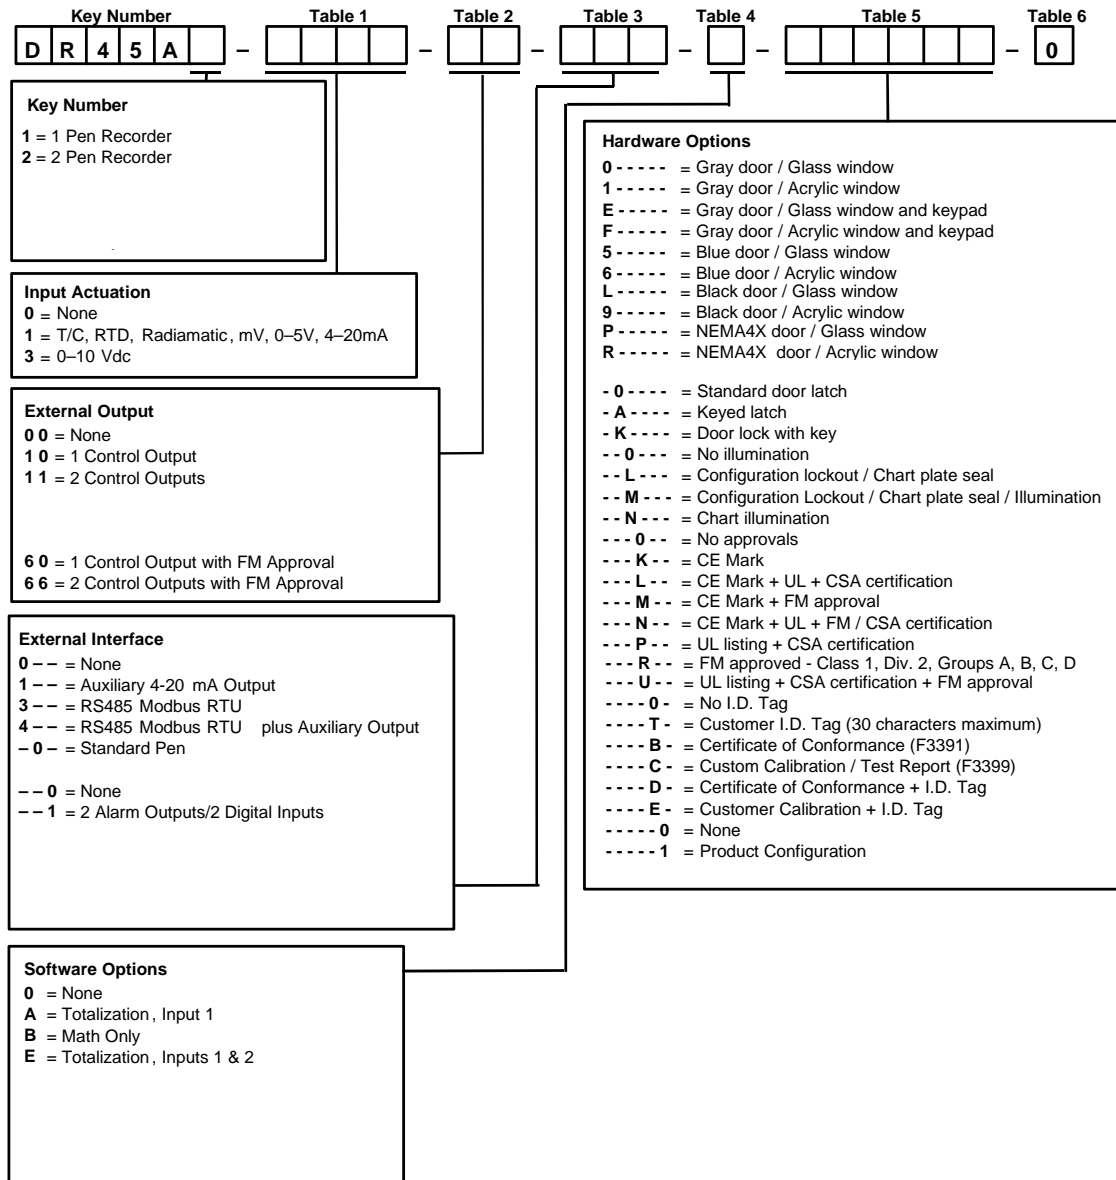 Key Number Table 1 Table 2 Table 3 Table 4 Table 5 Table 6
D R 4 5 A – – – – – – 0
Key Number
1 = 1 Pen Recorder
2 = 2 Pen Recorder
Input Actuation
0 = None
1 = T/C, RTD, Radiamatic, mV, 0–5V, 4–20mA
3 = 0–10 Vdc
External Output
0 0 = None
1 0 = 1 Control Output
1 1 = 2 Control Outputs
6 0 = 1 Control Output with FM Approval
6 6 = 2 Control Outputs with FM Approval
External Interface
0 – – = None
1 – – = Auxiliary 4-20 mA Output
3 – – = RS485 Modbus RTU
4 – – = RS485 Modbus RTU plus Auxiliary Output
– 0 – = Standard Pen
– – 0 = None
– – 1 = 2 Alarm Outputs/2 Digital Inputs
Software Options
0 = None
A = Totalization, Input 1
B = Math Only
E = Totalization, Inputs 1 & 2
Hardware Options
0 - - - - - = Gray door / Glass window
1 - - - - - = Gray door / Acrylic window
E - - - - - = Gray door / Glass window and keypad
F - - - - - = Gray door / Acrylic window and keypad
5 - - - - - = Blue door / Glass window
6 - - - - - = Blue door / Acrylic window
L - - - - - = Black door / Glass window
9 - - - - - = Black door / Acrylic window
P - - - - - = NEMA4X door / Glass window
R - - - - - = NEMA4X door / Acrylic window
- 0 - - - - = Standard door latch
- A - - - - = Keyed latch
- K - - - - = Door lock with key
- - 0 - - - = No illumination
- - L - - - = Configuration lockout / Chart plate seal
- - M - - - = Configuration Lockout / Chart plate seal / Illumination
- - N - - - = Chart illumination
- - - 0 - - = No approvals
- - - K - - = CE Mark
- - - L - - = CE Mark + UL + CSA certification
- - - M - - = CE Mark + FM approval
- - - N - - = CE Mark + UL + FM / CSA certification
- - - P - - = UL listing + CSA certification
- - - R - - = FM approved - Class 1, Div. 2, Groups A, B, C, D
- - - U - - = UL listing + CSA certification + FM approval
- - - - 0 - = No I.D. Tag
- - - - T - = Customer I.D. Tag (30 characters maximum)
- - - - B - = Certificate of Conformance (F3391)
- - - - C - = Custom Calibration / Test Report (F3399)
- - - - D - = Certificate of Conformance + I.D. Tag
- - - - E - = Customer Calibration + I.D. Tag
- - - - - 0 = None
- - - - - 1 = Product Configuration